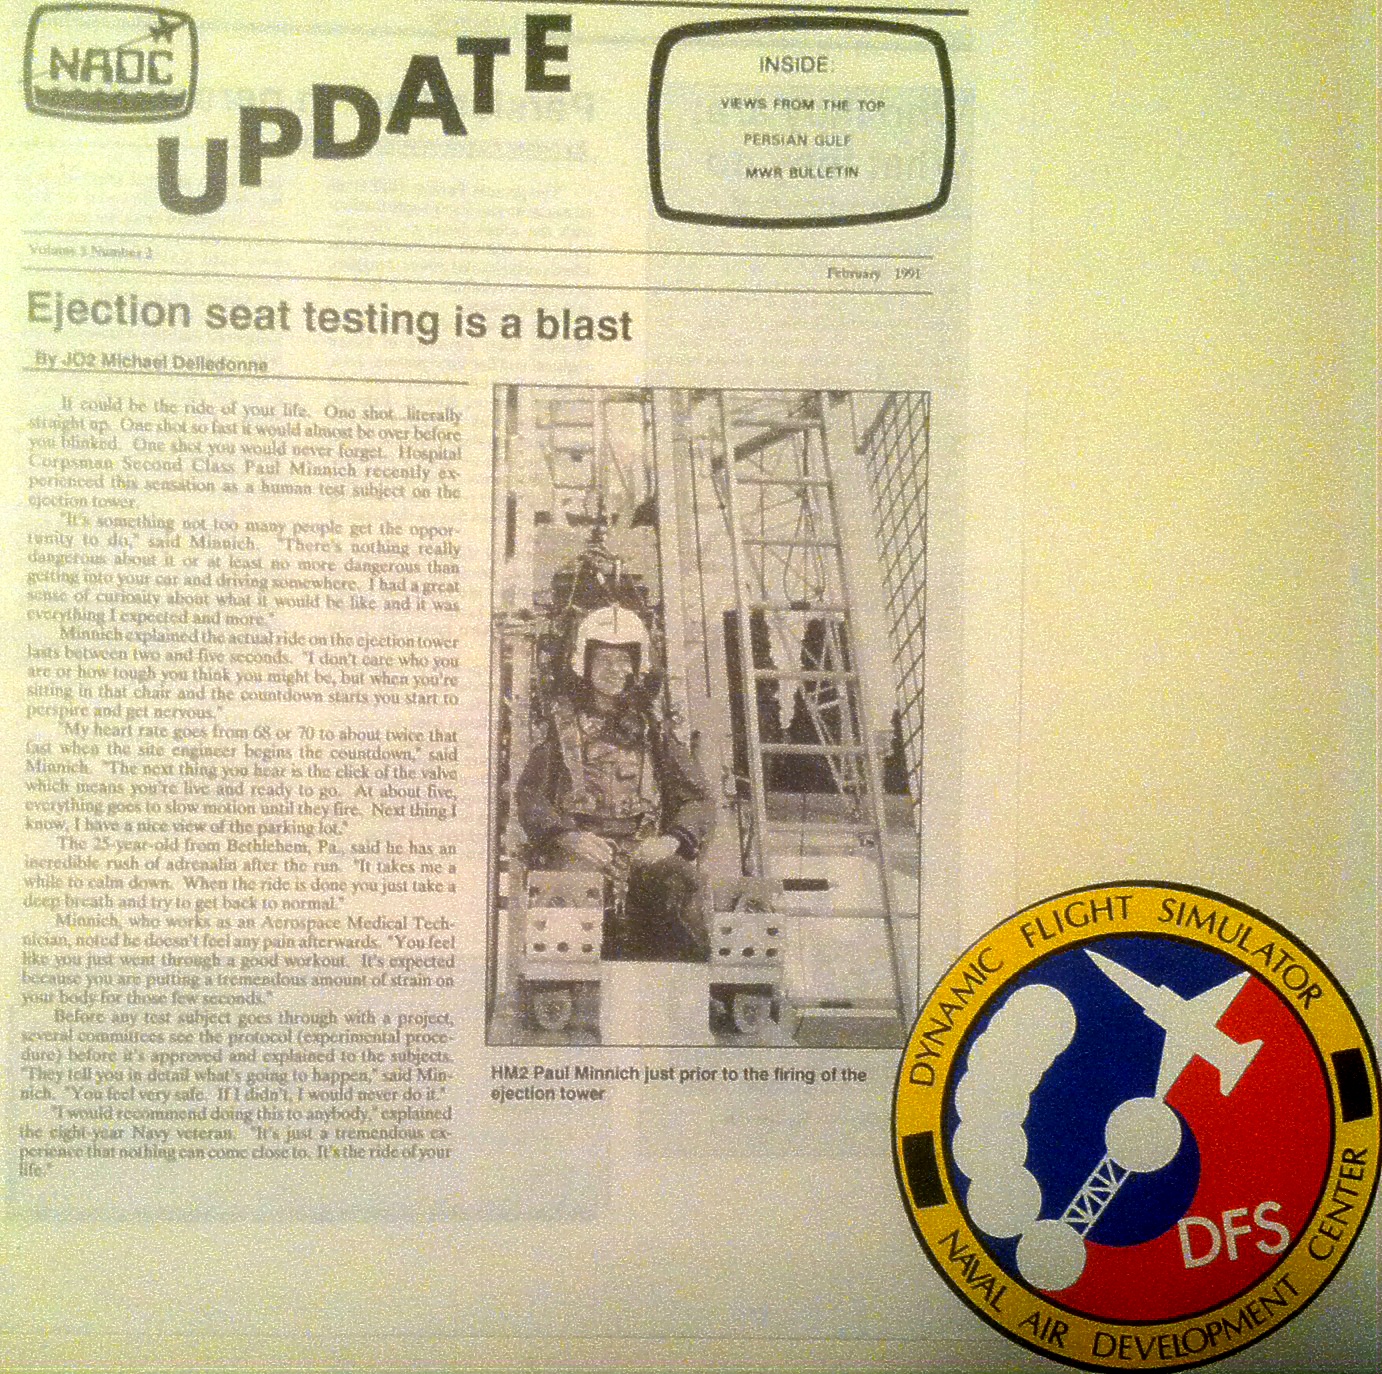 NADC
UPDATE
INSIDE:
VIEWS FROM THE TOP
PERSIAN GULF
MWR BULLETIN
Volume 3 Number 2
February 1991
Ejection seat testing is a blast
By JO2 Michael Delledonne
It could be the ride of your life. One shot...literally
straight up. One shot so fast it would almost be over before
you blinked. One shot you would never forget. Hospital
Corpsman Second Class Paul Minnich recently ex-
perienced this sensation as a human test subject on the
ejection tower.
"It's something not too many people get the oppor-
tunity to do," said Minnich. "There's nothing really
dangerous about it or at least no more dangerous than
getting into your car and driving somewhere. I had a great
sense of curiosity about what it would be like and it was
everything I expected and more."
Minnich explained the actual ride on the ejection tower
lasts between two and five seconds. "I don't care who you
are or how tough you think you might be, but when you're
sitting in that chair and the countdown starts you start to
perspire and get nervous."
"My heart rate goes from 68 or 70 to about twice that
fast when the site engineer begins the countdown," said
Minnich. "The next thing you hear is the click of the valve
which means you're live and ready to go. At about five,
everything goes to slow motion until they fire. Next thing I
know, I have a nice view of the parking lot."
The 25-year-old from Bethlehem, Pa., said he has an
incredible rush of adrenalin after the run. "It takes me a
while to calm down. When the ride is done you just take a
deep breath and try to get back to normal."
Minnich, who works as an Aerospace Medical Tech-
nician, noted he doesn't feel any pain afterwards. "You feel
like you just went through a good workout. It's expected
because you are putting a tremendous amount of strain on
your body for those few seconds."
Before any test subject goes through with a project,
several committees see the protocol (experimental proce-
dure) before it's approved and explained to the subjects.
"They tell you in detail what's going to happen," said Min-
nich. "You feel very safe. If I didn't, I would never do it."
"I would recommend doing this to anybody," explained
the eight-year Navy veteran. "It's just a tremendous ex-
perience that nothing can come close to. It's the ride of your
life."
HM2 Paul Minnich just prior to the firing of the
ejection tower
DYNAMIC FLIGHT SIMULATOR
DFS
NAVAL AIR DEVELOPMENT CENTER